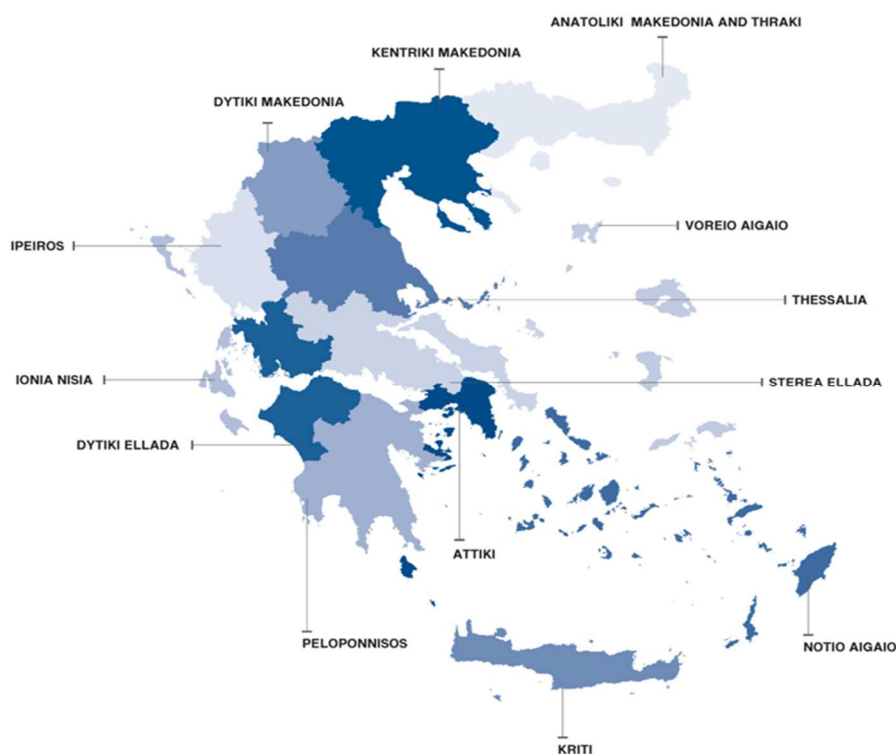 ANATOLIKI MAKEDONIA AND THRAKI
KENTRIKI MAKEDONIA
DYTIKI MAKEDONIA
VOREIO AIGAIO
IPEIROS
THESSALIA
IONIA NISIA
STEREA ELLADA
DYTIKI ELLADA
ATTIKI
PELOPONNISOS
NOTIO AIGAIO
KRITI